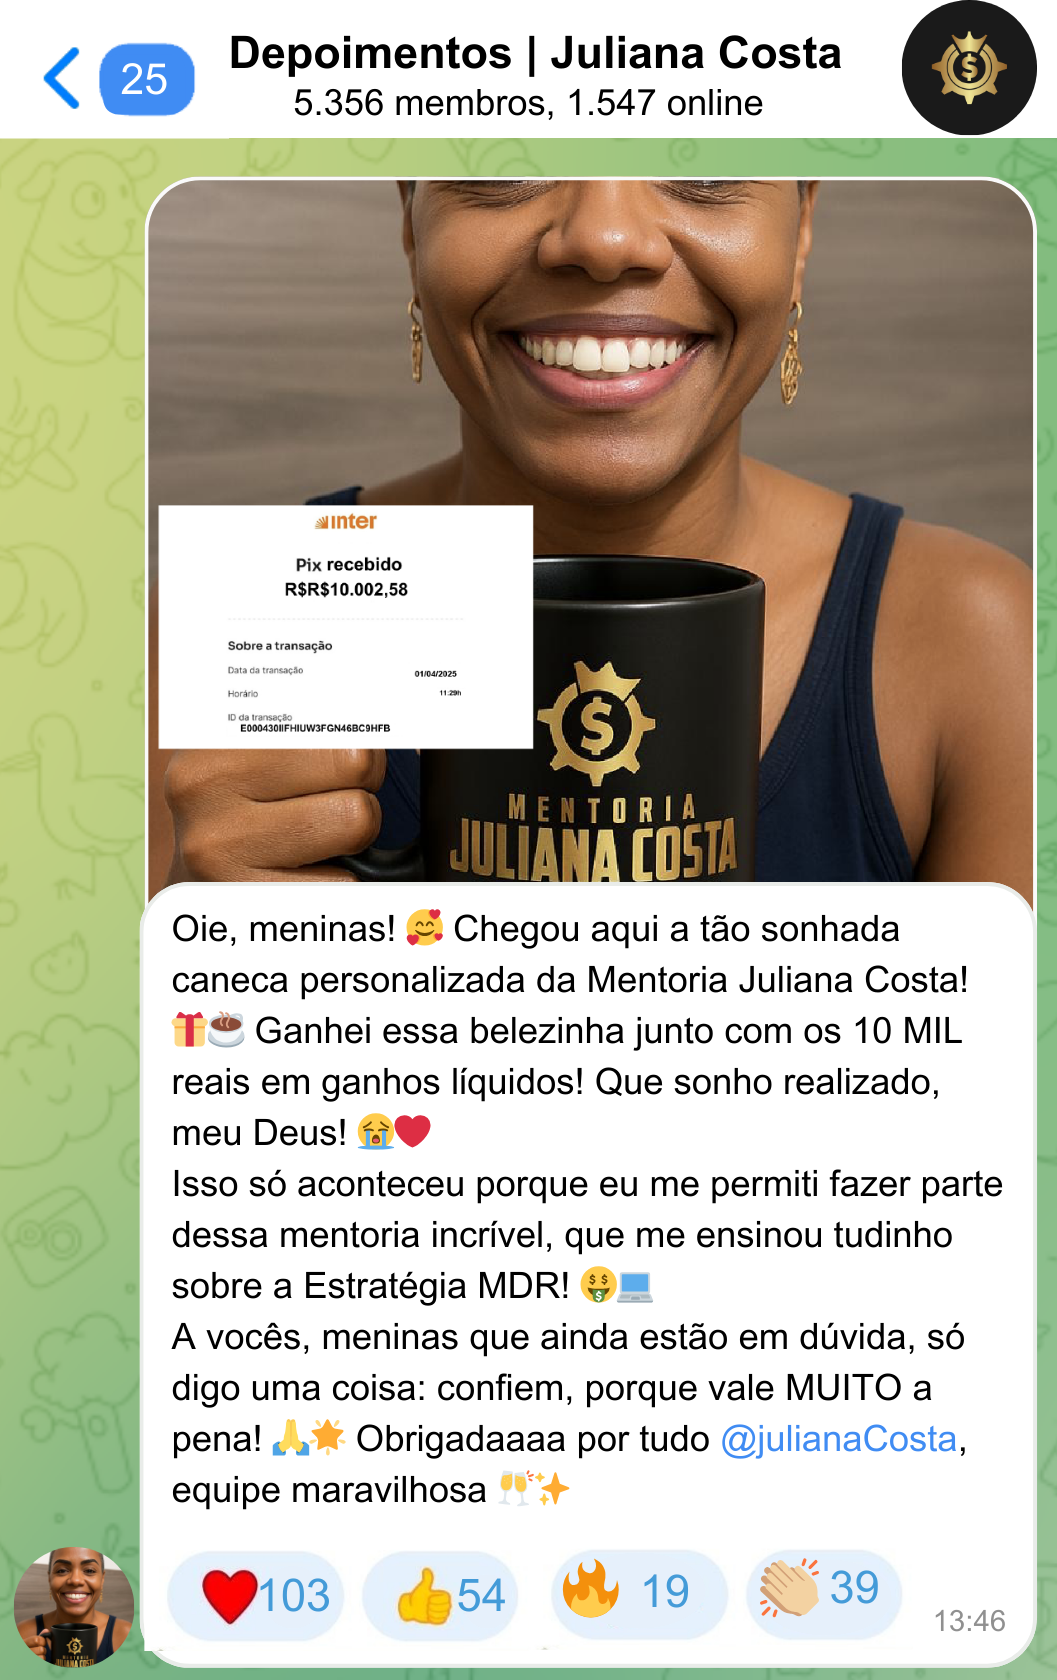 25
Depoimentos | Juliana Costa
5.356 membros, 1.547 online
$
inter
Pix recebido
R$R$10.002,58
Sobre a transação
Data da transação 01/04/2025
Horário 11:29h
ID da transação
E000430IIFHIUW3FGN46BC9HFB
$
MENTORIA
JULIANA COSTA
Oie, meninas! 🥰 Chegou aqui a tão sonhada
caneca personalizada da Mentoria Juliana Costa!
🎁☕ Ganhei essa belezinha junto com os 10 MIL
reais em ganhos líquidos! Que sonho realizado,
meu Deus! 😭❤️
Isso só aconteceu porque eu me permiti fazer parte
dessa mentoria incrível, que me ensinou tudinho
sobre a Estratégia MDR! 🤑💻
A vocês, meninas que ainda estão em dúvida, só
digo uma coisa: confiem, porque vale MUITO a
pena! 🙏🌟 Obrigadaaaa por tudo @julianaCosta,
equipe maravilhosa 🥂✨
❤️103 👍54 🔥 19 👏 39
13:46